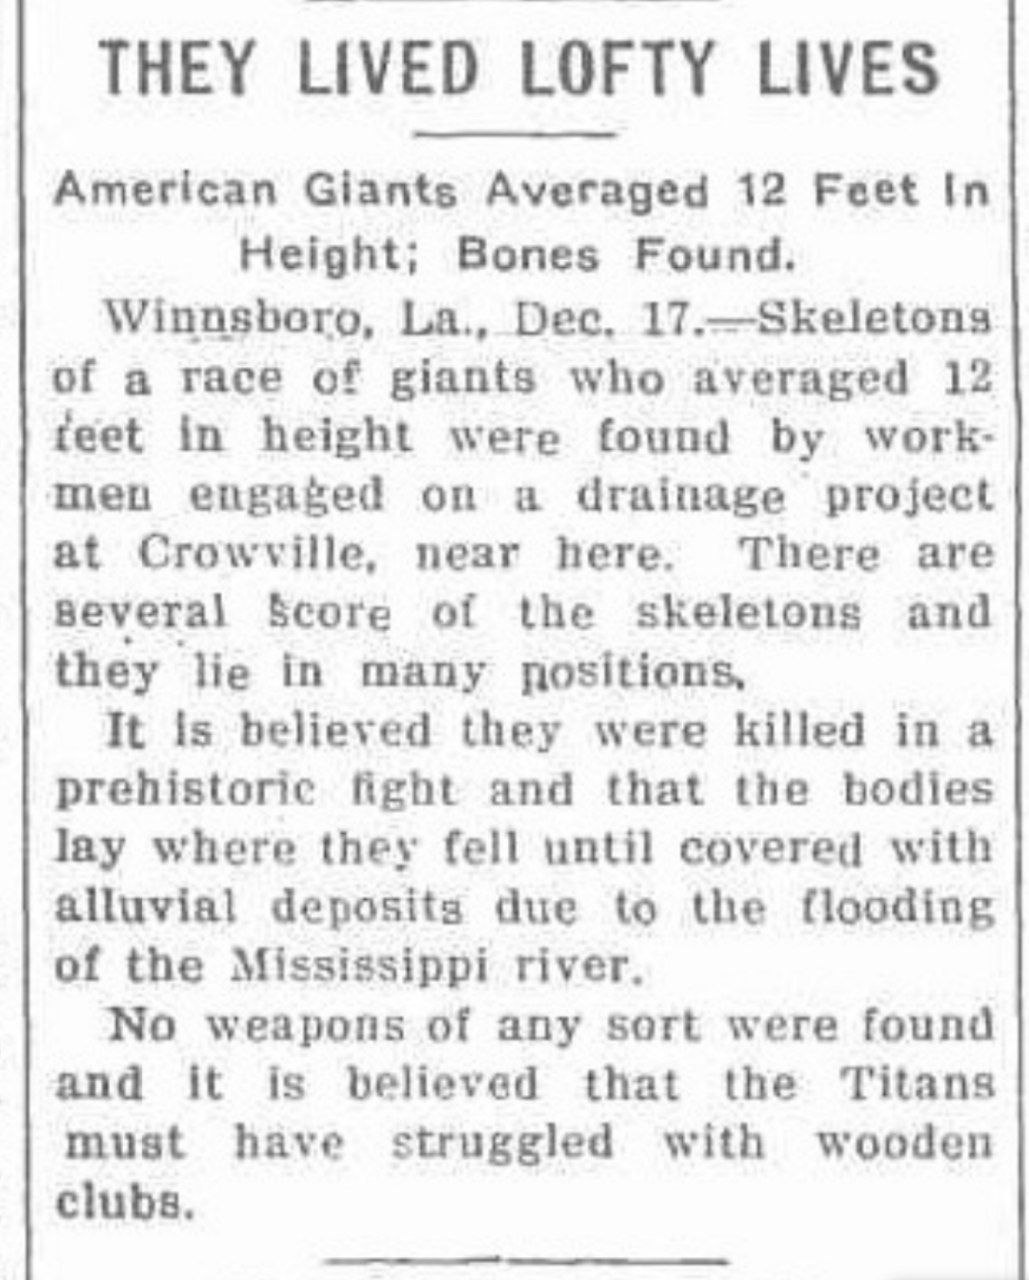 THEY LIVED LOFTY LIVES
American Giants Averaged 12 Feet In
Height; Bones Found.
Winnsboro, La., Dec. 17.—Skeletons
of a race of giants who averaged 12
feet in height were found by work-
men engaged on a drainage project
at Crowville, near here. There are
several score of the skeletons and
they lie in many positions.
It is believed they were killed in a
prehistoric fight and that the bodies
lay where they fell until covered with
alluvial deposits due to the flooding
of the Mississippi river.
No weapons of any sort were found
and it is believed that the Titans
must have struggled with wooden
clubs.